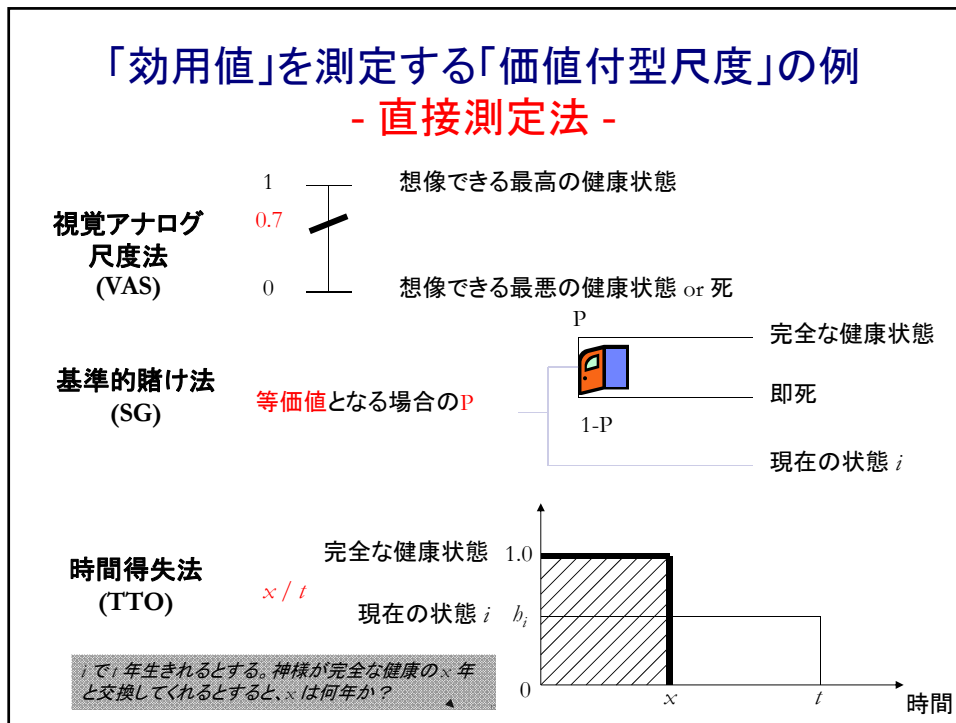 「効用値」を測定する「価値付型尺度」の例
- 直接測定法 -
視覚アナログ
尺度法
(VAS)
1
想像できる最高の健康状態
0.7
0
想像できる最悪の健康状態 or 死
基準的賭け法
(SG)
等価値となる場合のP
P
完全な健康状態
即死
1-P
現在の状態 i
時間得失法
(TTO)
x / t
完全な健康状態
1.0
現在の状態 i
hi
0
x
t
時間
i で t 年生きれるとする。神様が完全な健康の x 年
と交換してくれるとすると、x は何年か？